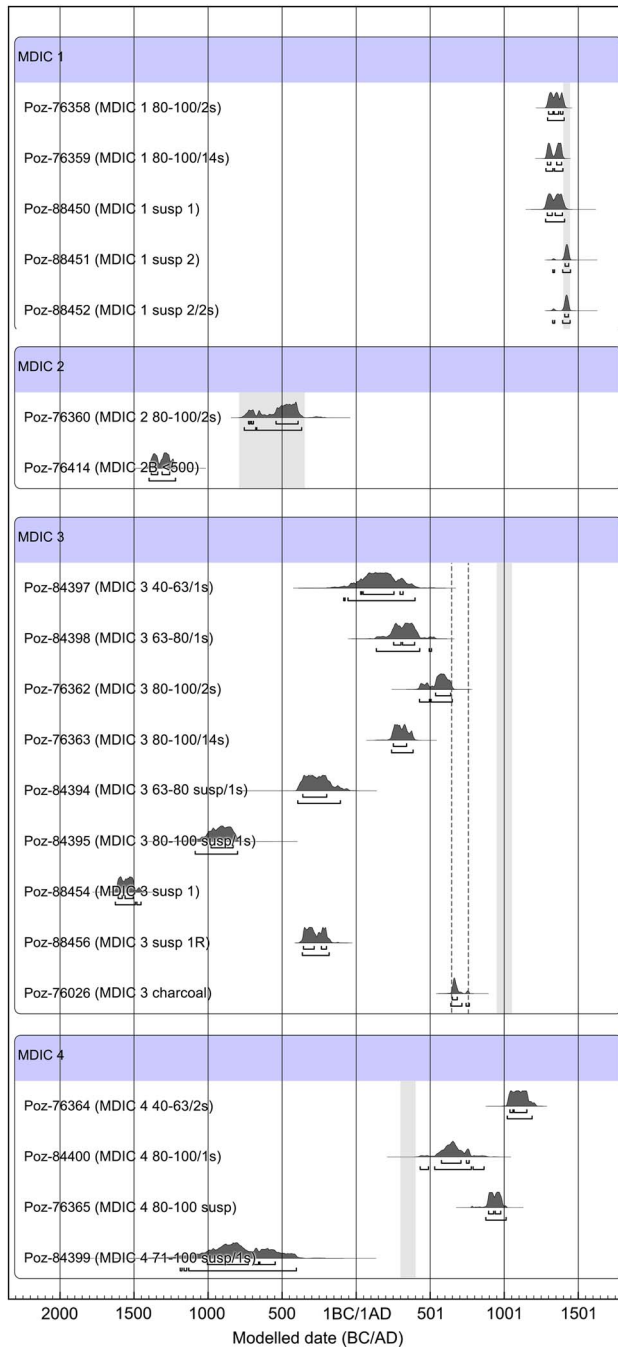 MDIC 1
Poz-76358 (MDIC 1 80-100/2s)
Poz-76359 (MDIC 1 80-100/14s)
Poz-88450 (MDIC 1 susp 1)
Poz-88451 (MDIC 1 susp 2)
Poz-88452 (MDIC 1 susp 2/2s)
MDIC 2
Poz-76360 (MDIC 2 80-100/2s)
Poz-76414 (MDIC 2B <500)
MDIC 3
Poz-84397 (MDIC 3 40-63/1s)
Poz-84398 (MDIC 3 63-80/1s)
Poz-76362 (MDIC 3 80-100/2s)
Poz-76363 (MDIC 3 80-100/14s)
Poz-84394 (MDIC 3 63-80 susp/1s)
Poz-84395 (MDIC 3 80-100 susp/1s)
Poz-88454 (MDIC 3 susp 1)
Poz-88456 (MDIC 3 susp 1R)
Poz-76026 (MDIC 3 charcoal)
MDIC 4
Poz-76364 (MDIC 4 40-63/2s)
Poz-84400 (MDIC 4 80-100/1s)
Poz-76365 (MDIC 4 80-100 susp)
Poz-84399 (MDIC 4 71-100 susp/1s)
2000 1500 1000 500 1BC/1AD 501 1001 1501
Modelled date (BC/AD)